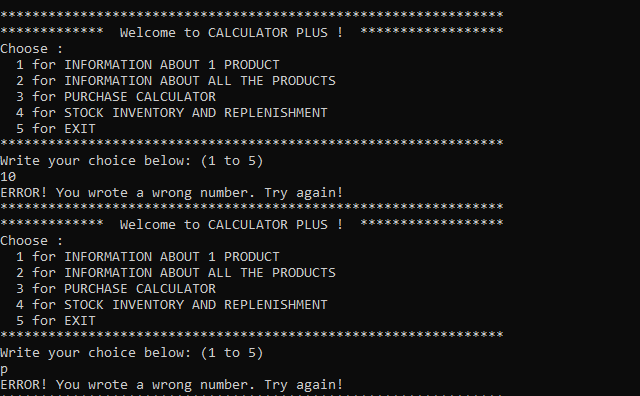 ***************************************************************
*************  Welcome to CALCULATOR PLUS !  ******************
Choose :
  1 for INFORMATION ABOUT 1 PRODUCT
  2 for INFORMATION ABOUT ALL THE PRODUCTS
  3 for PURCHASE CALCULATOR
  4 for STOCK INVENTORY AND REPLENISHMENT
  5 for EXIT
***************************************************************
Write your choice below: (1 to 5)
10
ERROR! You wrote a wrong number. Try again!
***************************************************************
*************  Welcome to CALCULATOR PLUS !  ******************
Choose :
  1 for INFORMATION ABOUT 1 PRODUCT
  2 for INFORMATION ABOUT ALL THE PRODUCTS
  3 for PURCHASE CALCULATOR
  4 for STOCK INVENTORY AND REPLENISHMENT
  5 for EXIT
***************************************************************
Write your choice below: (1 to 5)
p
ERROR! You wrote a wrong number. Try again!
***************************************************************